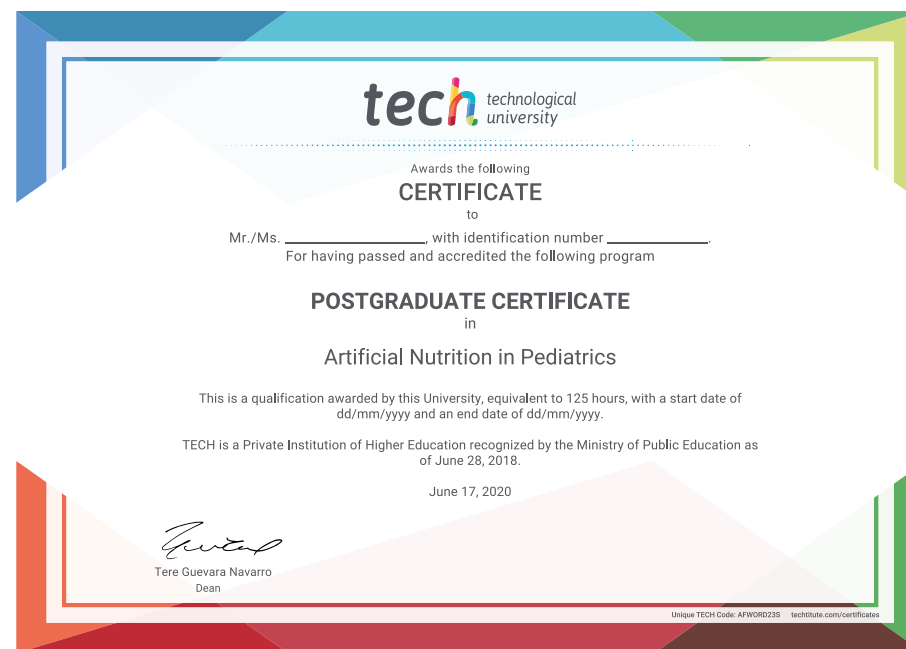 tech technological
university
Awards the following
CERTIFICATE
to
Mr./Ms. ____________________, with identification number ______________.
For having passed and accredited the following program
POSTGRADUATE CERTIFICATE
in
Artificial Nutrition in Pediatrics
This is a qualification awarded by this University, equivalent to 125 hours, with a start date of
dd/mm/yyyy and an end date of dd/mm/yyyy.
TECH is a Private Institution of Higher Education recognized by the Ministry of Public Education as
of June 28, 2018.
June 17, 2020
Tere Guevara Navarro
Dean
Unique TECH Code: AFWORD23S techtitute.com/certificates